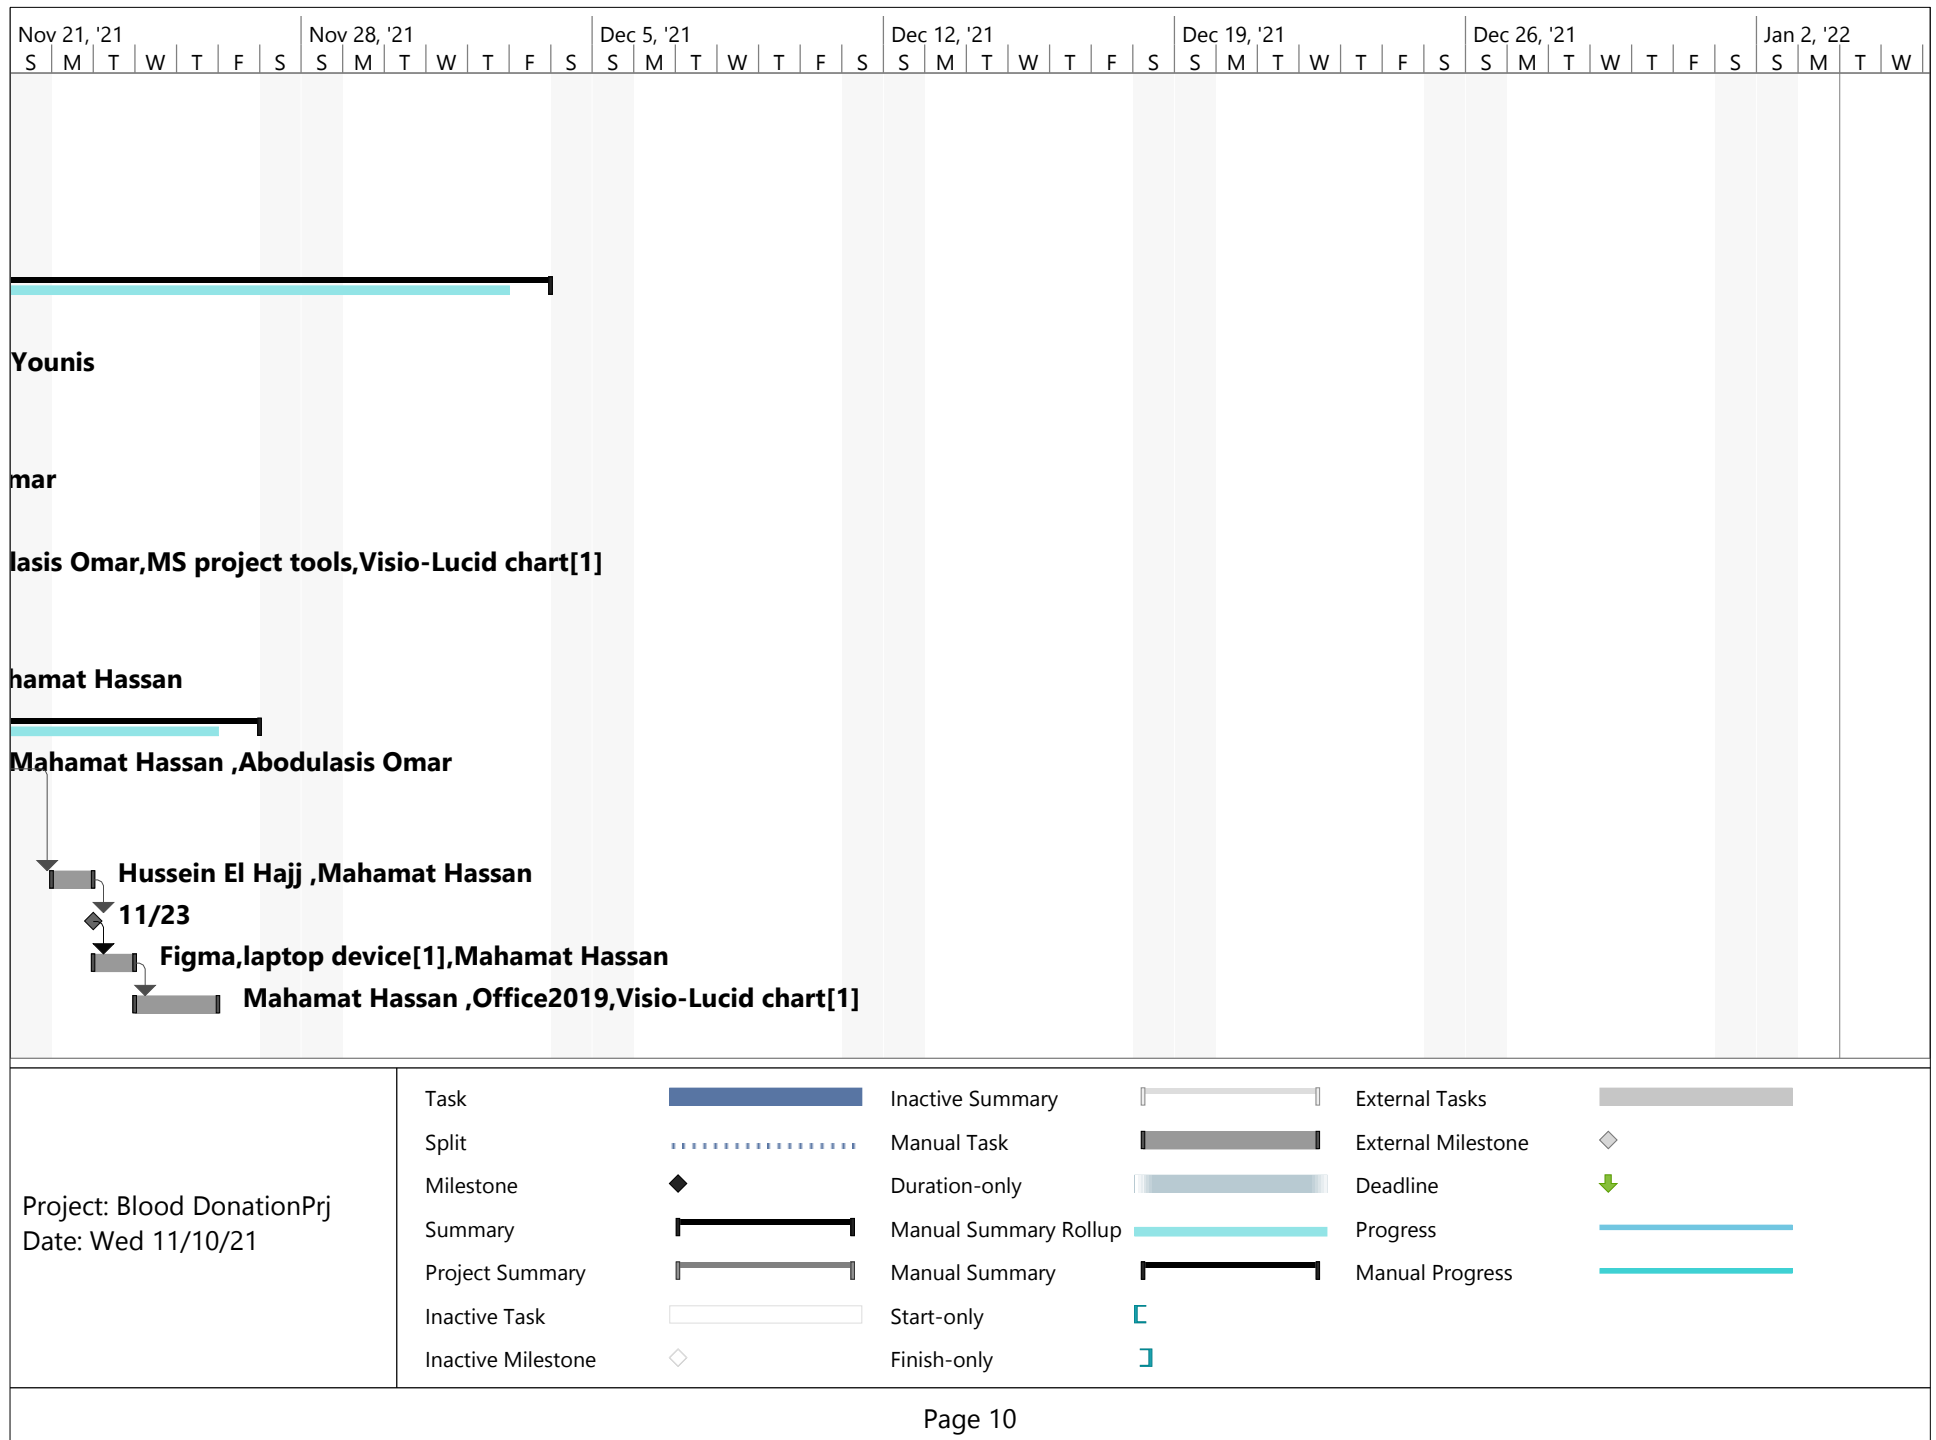 Nov 21, '21 Nov 28, '21 Dec 5, '21 Dec 12, '21 Dec 19, '21 Dec 26, '21 Jan 2, '22
S M T W T F S S M T W T F S S M T W T F S S M T W T F S S M T W T F S S M T W T F S S M T W
Younis
mar
lasis Omar,MS project tools,Visio-Lucid chart[1]
hamat Hassan
Mahamat Hassan ,Abodulasis Omar
Hussein El Hajj ,Mahamat Hassan
11/23
Figma,laptop device[1],Mahamat Hassan
Mahamat Hassan ,Office2019,Visio-Lucid chart[1]
Project: Blood DonationPrj
Date: Wed 11/10/21
Task
Split
Milestone
Summary
Project Summary
Inactive Task
Inactive Milestone
Inactive Summary
Manual Task
Duration-only
Manual Summary Rollup
Manual Summary
Start-only
Finish-only
External Tasks
External Milestone
Deadline
Progress
Manual Progress
Page 10